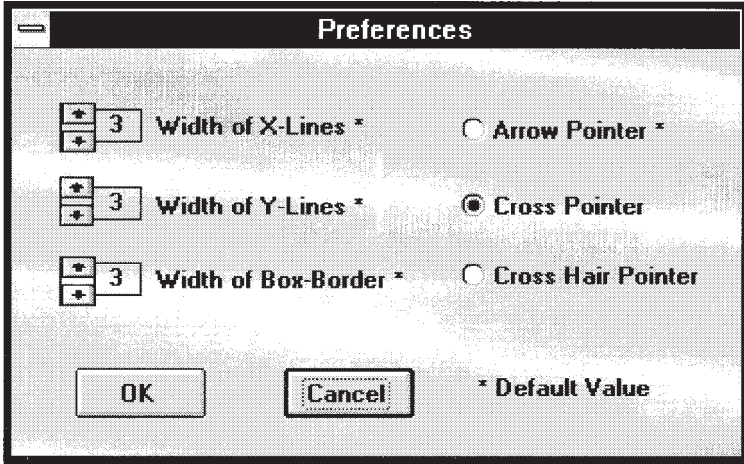 Preferences
3 Width of X-Lines * Arrow Pointer *
3 Width of Y-Lines * Cross Pointer
3 Width of Box-Border * Cross Hair Pointer
OK Cancel * Default Value